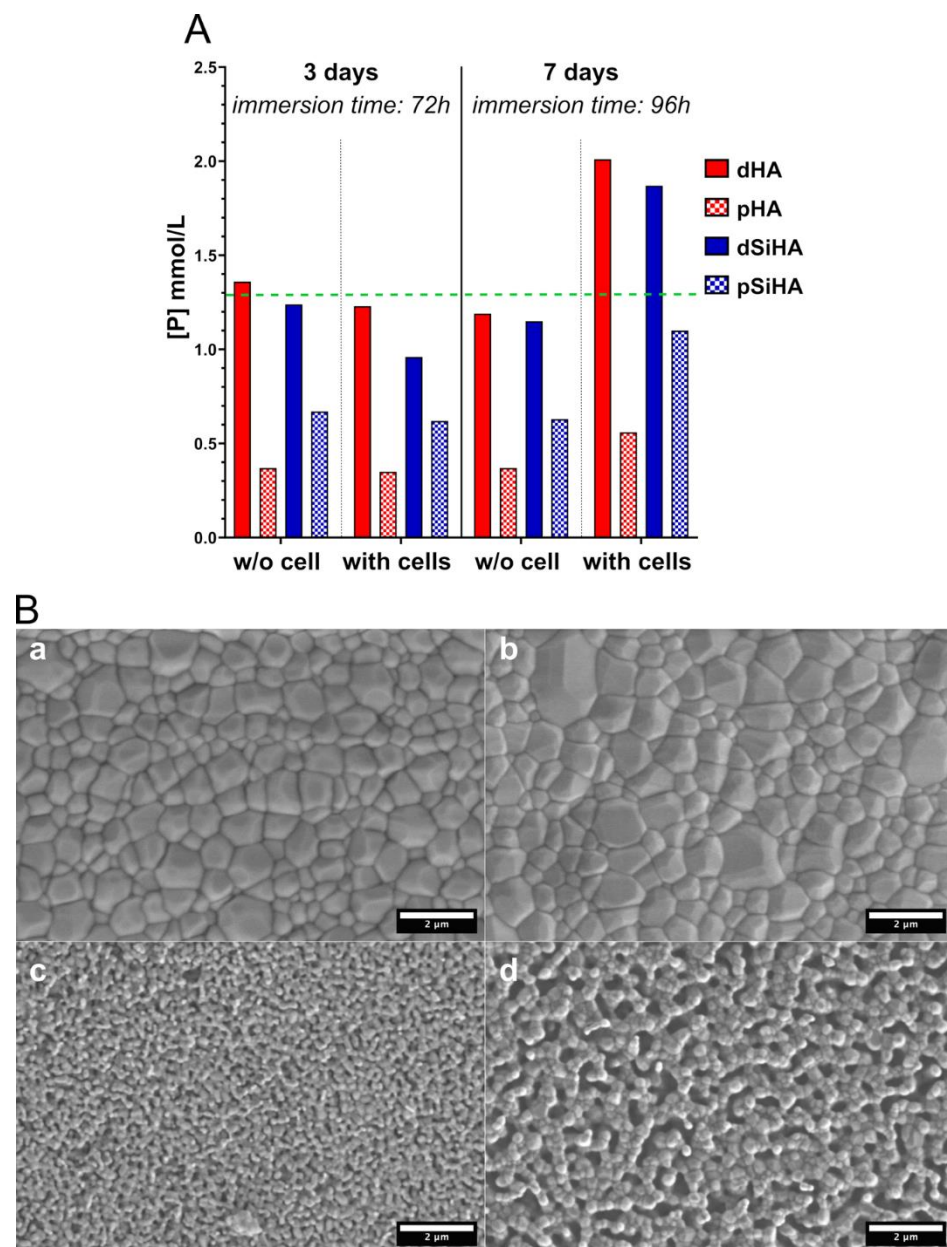 A
3 days
immersion time: 72h
7 days
immersion time: 96h
[P] mmol/L
2.5
2.0
1.5
1.0
0.5
0.0
w/o cell
with cells
w/o cell
with cells
dHA
pHA
dSiHA
pSiHA
B
a
2 µm
b
2 µm
c
2 µm
d
2 µm